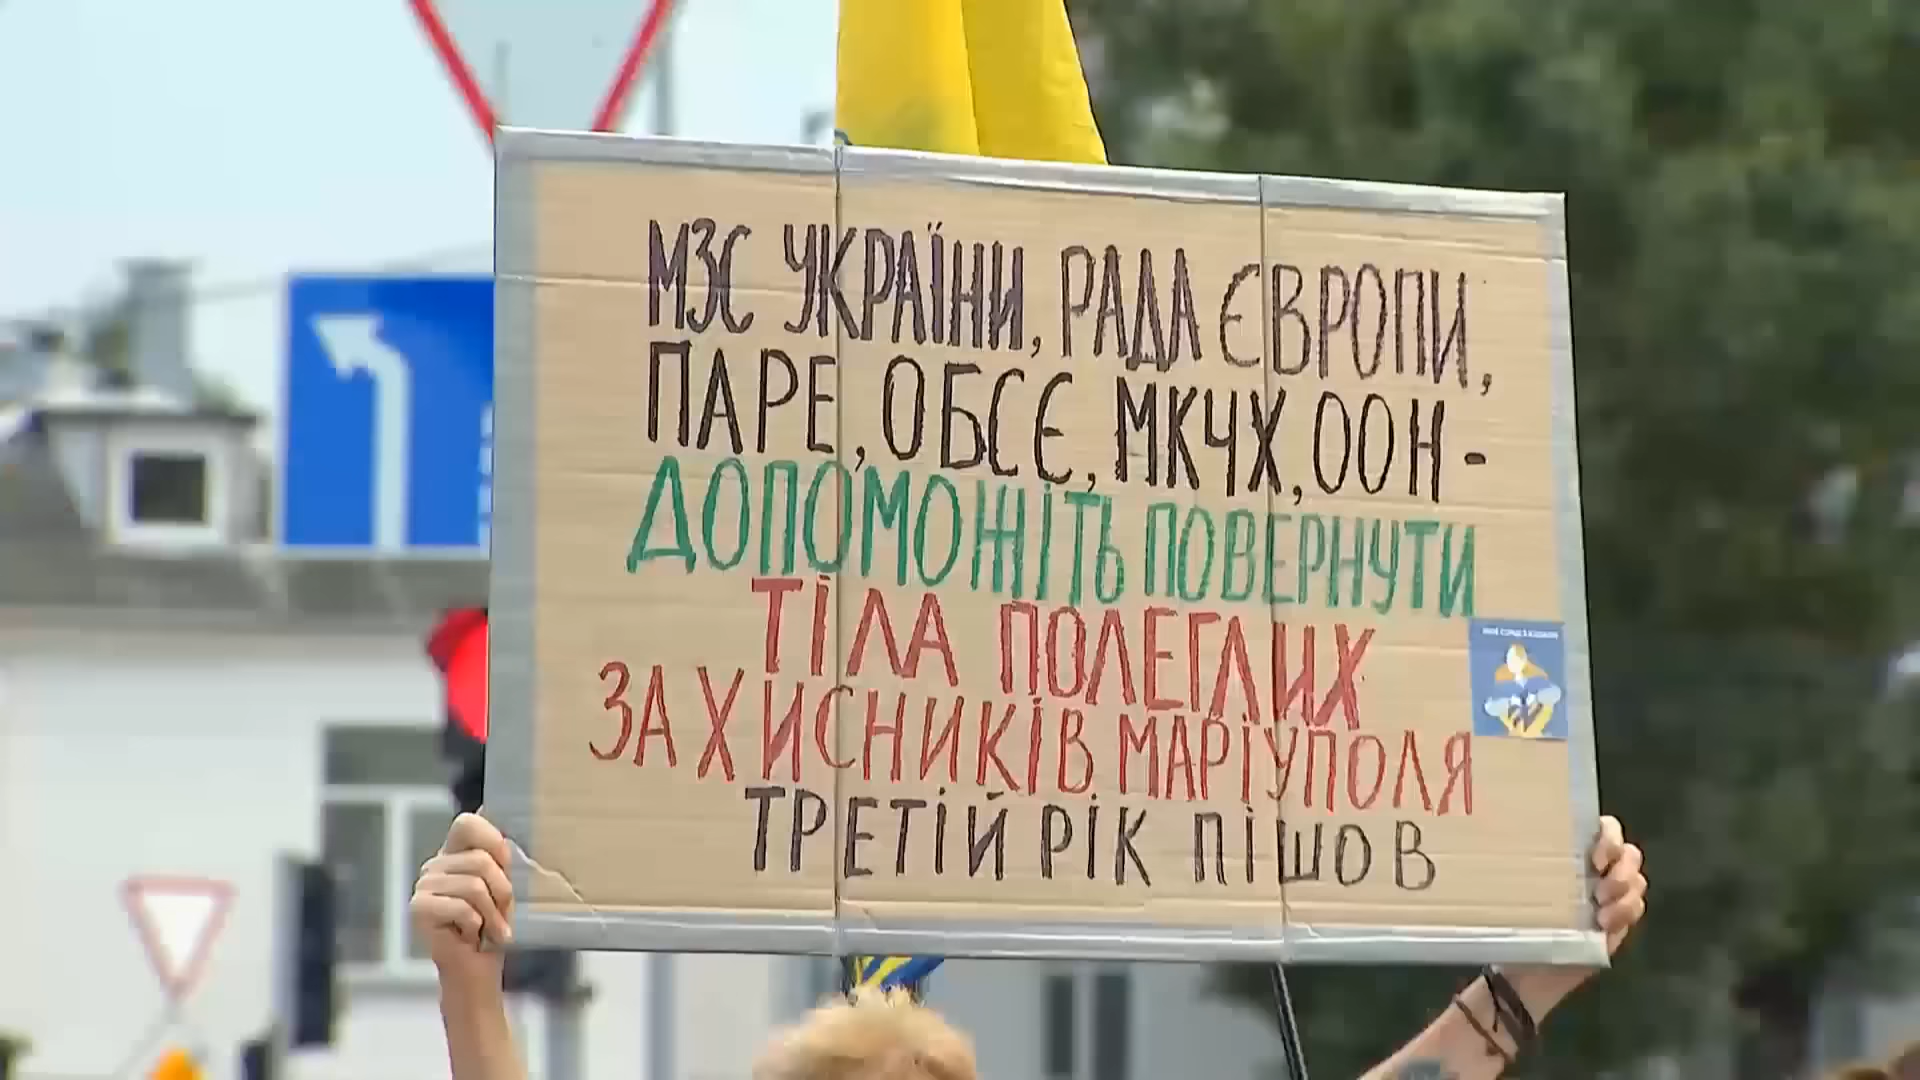 МЗС УКРАЇНИ, РАДА ЄВРОПИ,
ПАРЕ, ОБСЄ, МКЧХ, ООН -
ДОПОМОЖІТЬ ПОВЕРНУТИ
ТІЛА ПОЛЕГЛИХ
ЗАХИСНИКІВ МАРІУПОЛЯ
ТРЕТІЙ РІК ПІШОВ